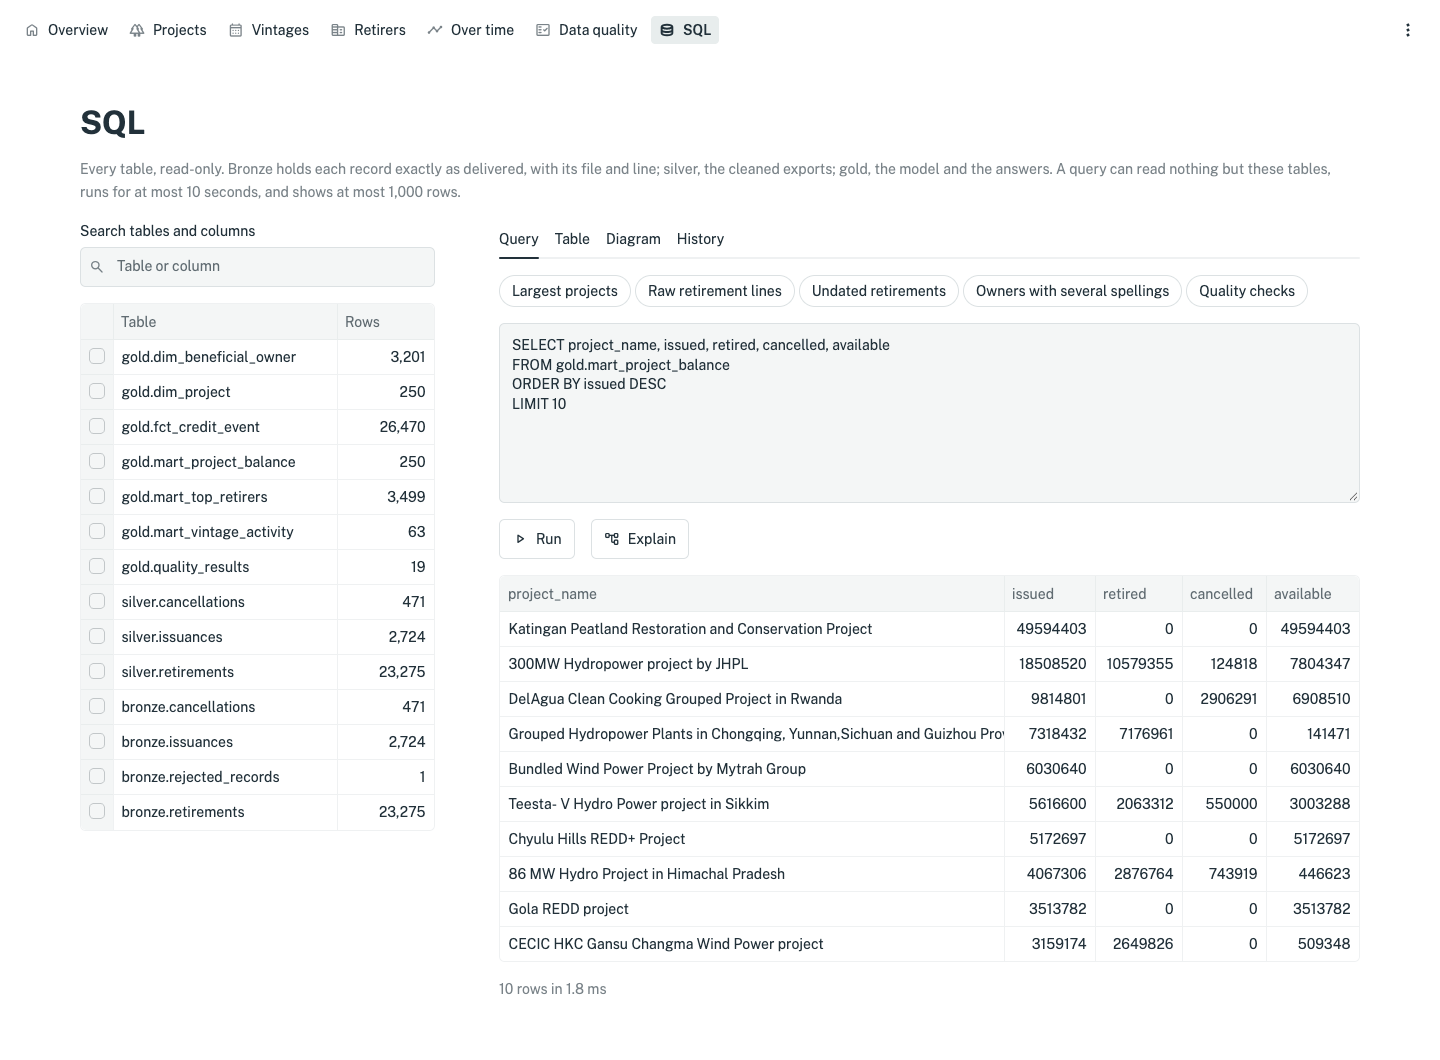 Overview
Projects
Vintages
Retirers
Over time
Data quality
SQL
SQL
Every table, read-only. Bronze holds each record exactly as delivered, with its file and line; silver, the cleaned exports; gold, the model and the answers. A query can read nothing but these tables,
runs for at most 10 seconds, and shows at most 1,000 rows.
Search tables and columns
Table or column
Table Rows
gold.dim_beneficial_owner 3,201
gold.dim_project 250
gold.fct_credit_event 26,470
gold.mart_project_balance 250
gold.mart_top_retirers 3,499
gold.mart_vintage_activity 63
gold.quality_results 19
silver.cancellations 471
silver.issuances 2,724
silver.retirements 23,275
bronze.cancellations 471
bronze.issuances 2,724
bronze.rejected_records 1
bronze.retirements 23,275
Query Table Diagram History
Largest projects
Raw retirement lines
Undated retirements
Owners with several spellings
Quality checks
SELECT project_name, issued, retired, cancelled, available
FROM gold.mart_project_balance
ORDER BY issued DESC
LIMIT 10
Run
Explain
project_name issued retired cancelled available
Katingan Peatland Restoration and Conservation Project 49594403 0 0 49594403
300MW Hydropower project by JHPL 18508520 10579355 124818 7804347
DelAgua Clean Cooking Grouped Project in Rwanda 9814801 0 2906291 6908510
Grouped Hydropower Plants in Chongqing, Yunnan,Sichuan and Guizhou Prov 7318432 7176961 0 141471
Bundled Wind Power Project by Mytrah Group 6030640 0 0 6030640
Teesta- V Hydro Power project in Sikkim 5616600 2063312 550000 3003288
Chyulu Hills REDD+ Project 5172697 0 0 5172697
86 MW Hydro Project in Himachal Pradesh 4067306 2876764 743919 446623
Gola REDD project 3513782 0 0 3513782
CECIC HKC Gansu Changma Wind Power project 3159174 2649826 0 509348
10 rows in 1.8 ms